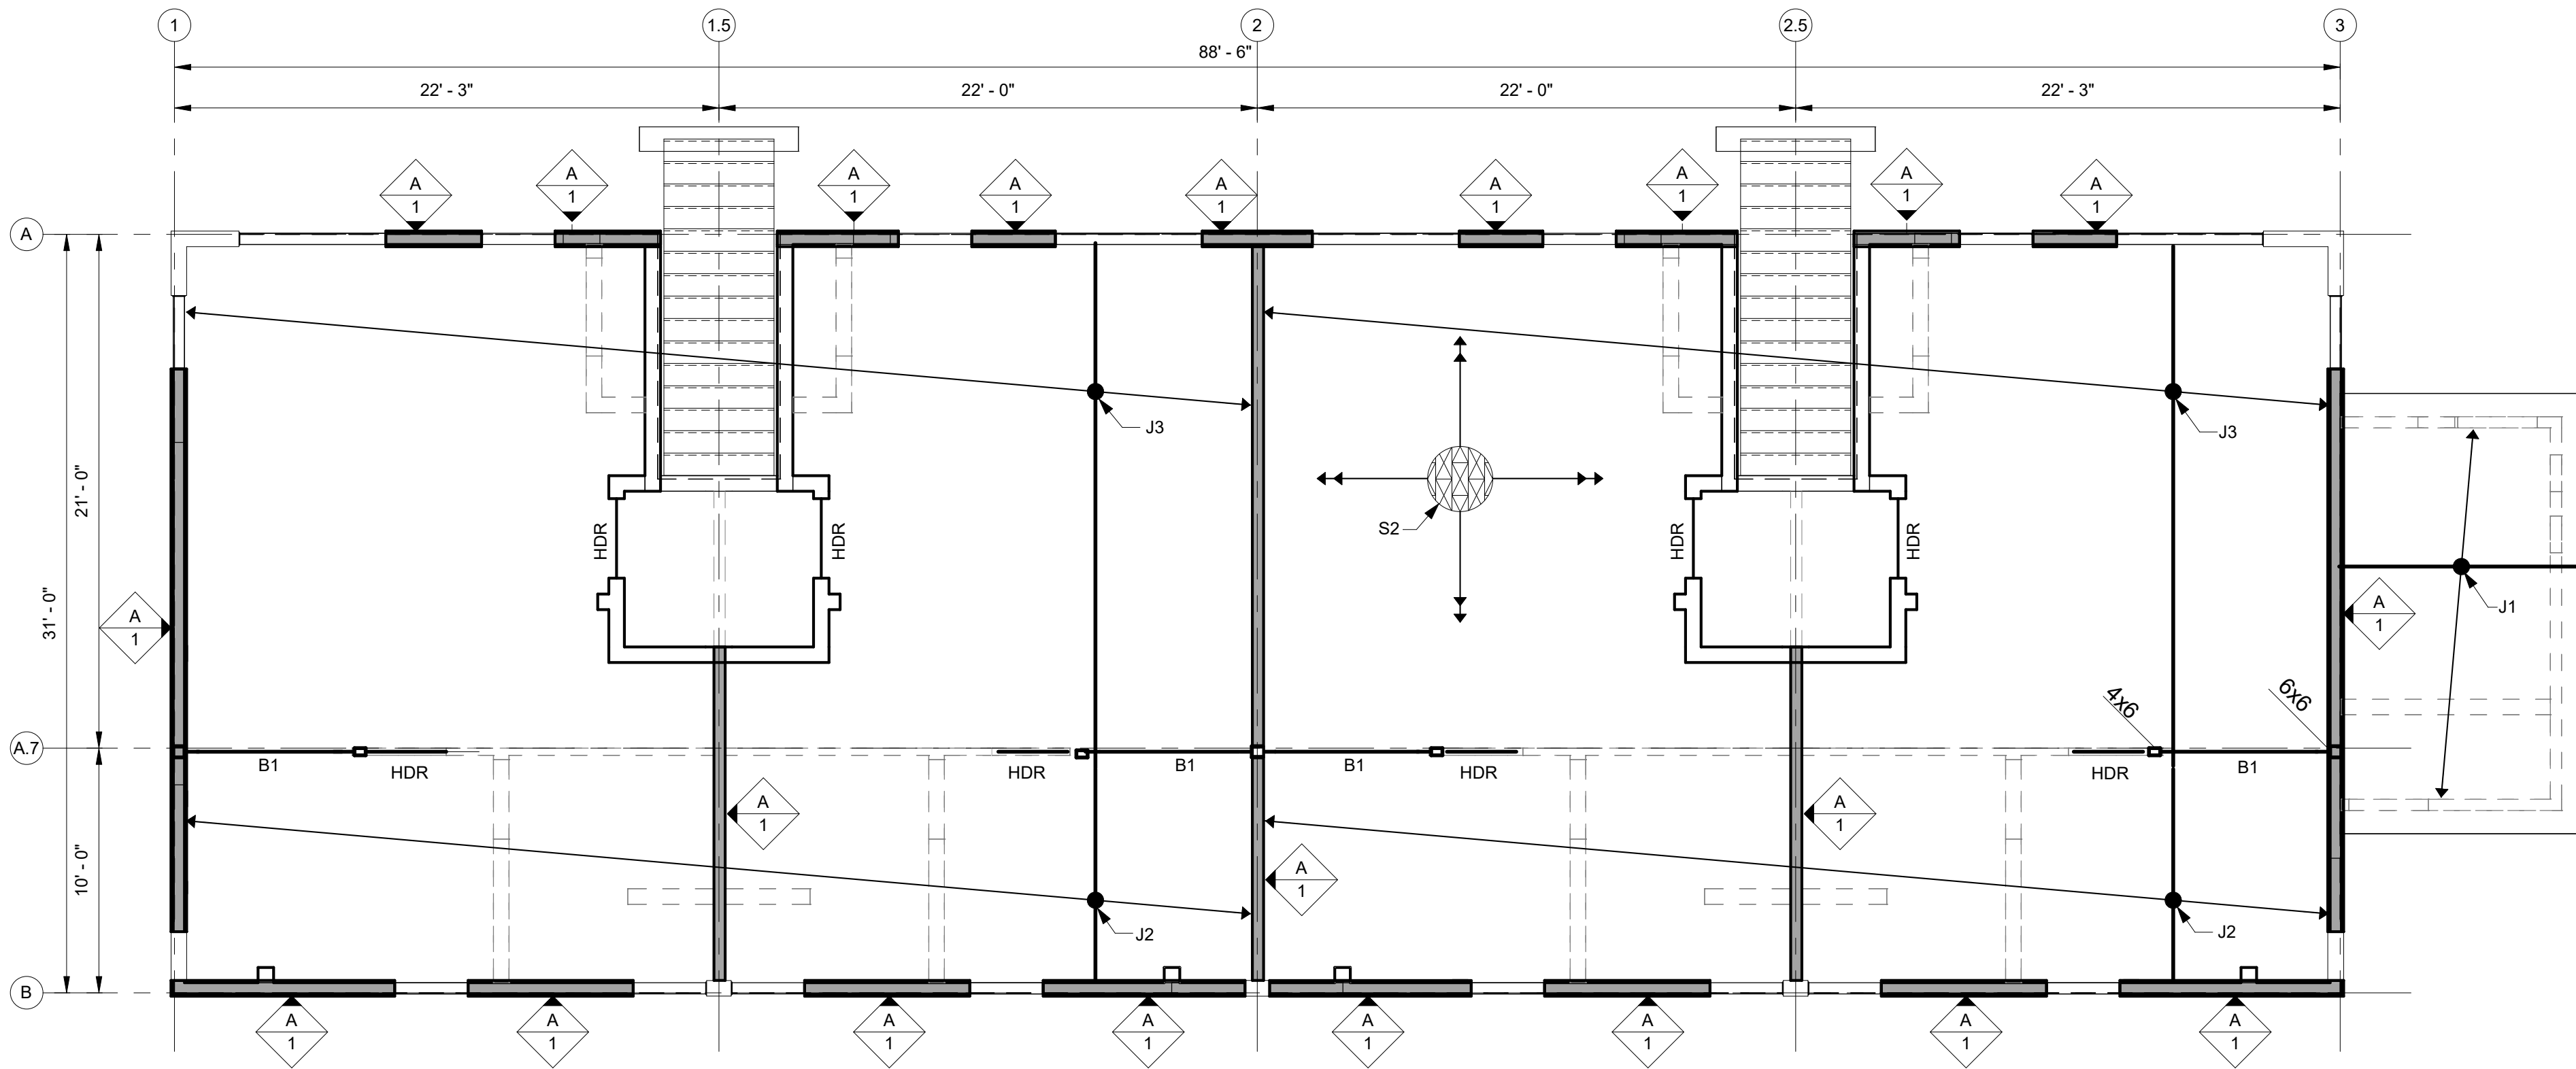 1 1.5 2 2.5 3
88' - 6"
22' - 3" 22' - 0" 22' - 0" 22' - 3"
A A A A A A A A A
1 1 1 1 1 1 1 1 1
A
J3 J3
21' - 0"
S2
HDR HDR HDR HDR
31' - 0"
J1
A A
1 1
4x6 6x6
A.7
B1 HDR HDR B1 B1 HDR HDR B1
A A
1 1
10' - 0"
A
1
J2 J2
B
A A A A A A A A
1 1 1 1 1 1 1 1